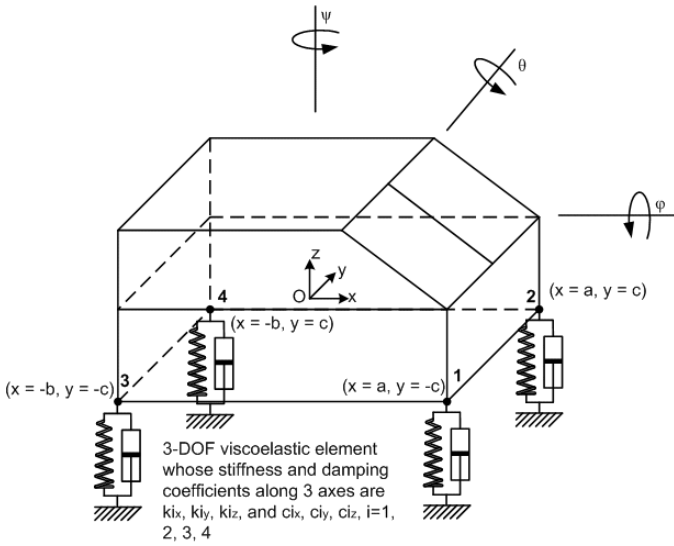 ψ
θ
φ
z
y
O
x
4
2
(x = a, y = c)
(x = -b, y = c)
(x = -b, y = -c)
3
(x = a, y = -c)
1
3-DOF viscoelastic element
whose stiffness and damping
coefficients along 3 axes are
kix, kiy, kiz, and cix, ciy, ciz, i=1,
2, 3, 4